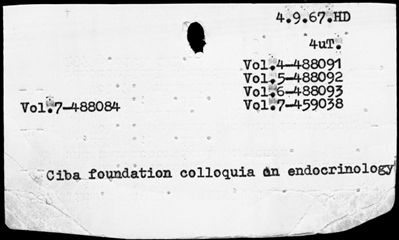 4.9.67.HD
4uT.
Vol.4-488091
Vol.5-488092
Vol.6-488093
Vol.7-488084 Vol.7-459038
Ciba foundation colloquia on endocrinology